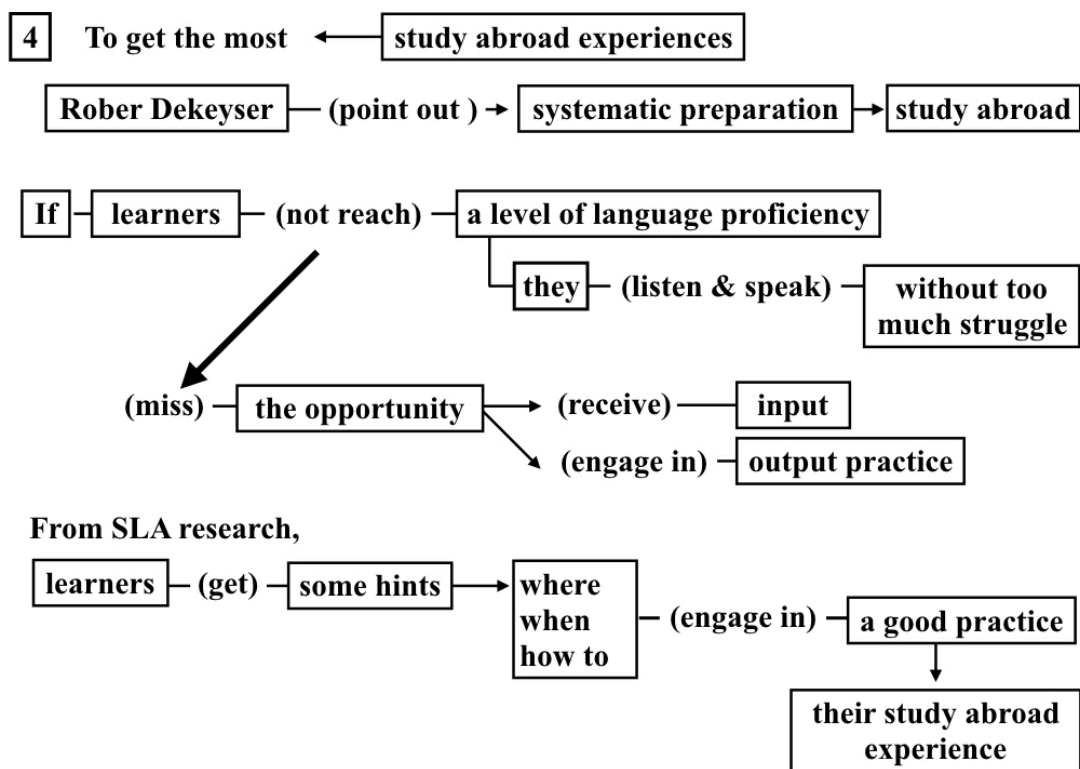 4 To get the most study abroad experiences
Rober Dekeyser (point out ) systematic preparation study abroad
If learners (not reach) a level of language proficiency
they (listen & speak) without too
much struggle
(miss) the opportunity (receive) input
(engage in) output practice
From SLA research,
learners (get) some hints where
when
how to
(engage in) a good practice
their study abroad
experience